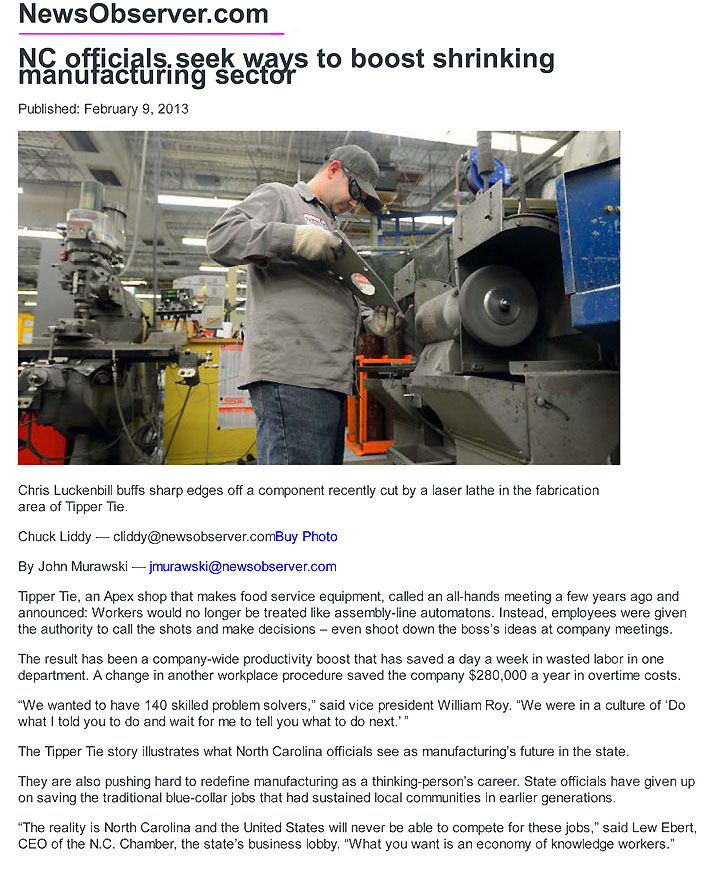 NewsObserver.com
NC officials seek ways to boost shrinking
manufacturing sector
Published: February 9, 2013
Chris Luckenbill buffs sharp edges off a component recently cut by a laser lathe in the fabrication
area of Tipper Tie.
Chuck Liddy — cliddy@newsobserver.comBuy Photo
By John Murawski — jmurawski@newsobserver.com
Tipper Tie, an Apex shop that makes food service equipment, called an all-hands meeting a few years ago and
announced: Workers would no longer be treated like assembly-line automatons. Instead, employees were given
the authority to call the shots and make decisions – even shoot down the boss’s ideas at company meetings.
The result has been a company-wide productivity boost that has saved a day a week in wasted labor in one
department. A change in another workplace procedure saved the company $280,000 a year in overtime costs.
“We wanted to have 140 skilled problem solvers,” said vice president William Roy. “We were in a culture of ‘Do
what I told you to do and wait for me to tell you what to do next.’ ”
The Tipper Tie story illustrates what North Carolina officials see as manufacturing’s future in the state.
They are also pushing hard to redefine manufacturing as a thinking-person’s career. State officials have given up
on saving the traditional blue-collar jobs that had sustained local communities in earlier generations.
“The reality is North Carolina and the United States will never be able to compete for these jobs,” said Lew Ebert,
CEO of the N.C. Chamber, the state’s business lobby. “What you want is an economy of knowledge workers.”